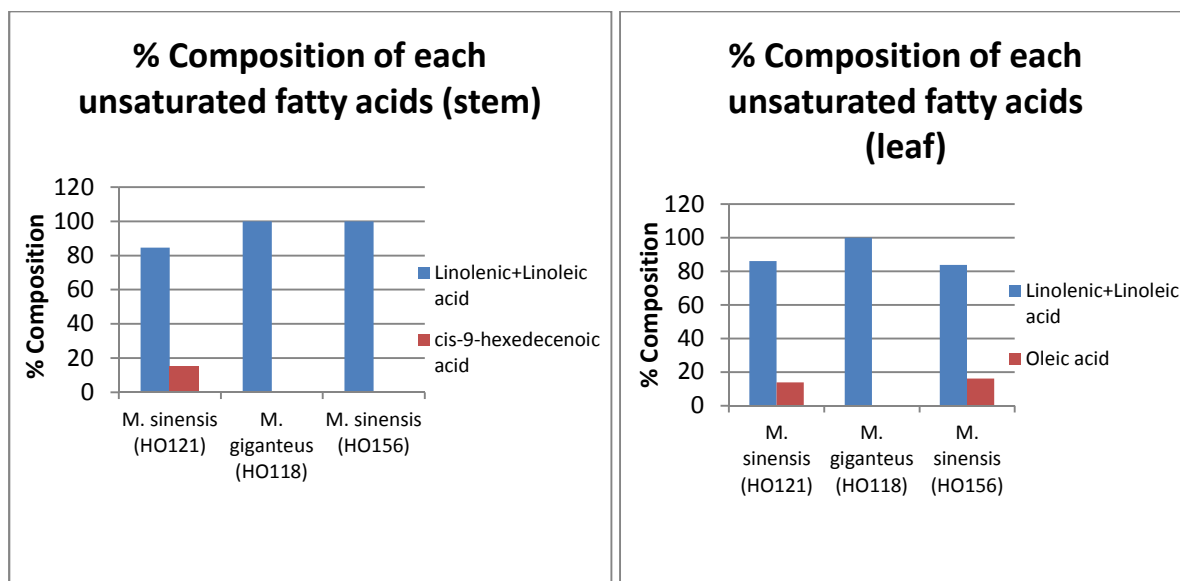 % Composition of each
unsaturated fatty acids (stem)
% Composition
120
100
80
60
40
20
0
M. sinensis
(HO121)
M.
giganteus
(HO118)
M. sinensis
(HO156)
Linolenic+Linoleic
acid
cis-9-hexedecenoic
acid
% Composition of each
unsaturated fatty acids
(leaf)
% Composition
120
100
80
60
40
20
0
M.
sinensis
(HO121)
M.
giganteus
(HO118)
M.
sinensis
(HO156)
Linolenic+Linoleic
acid
Oleic acid